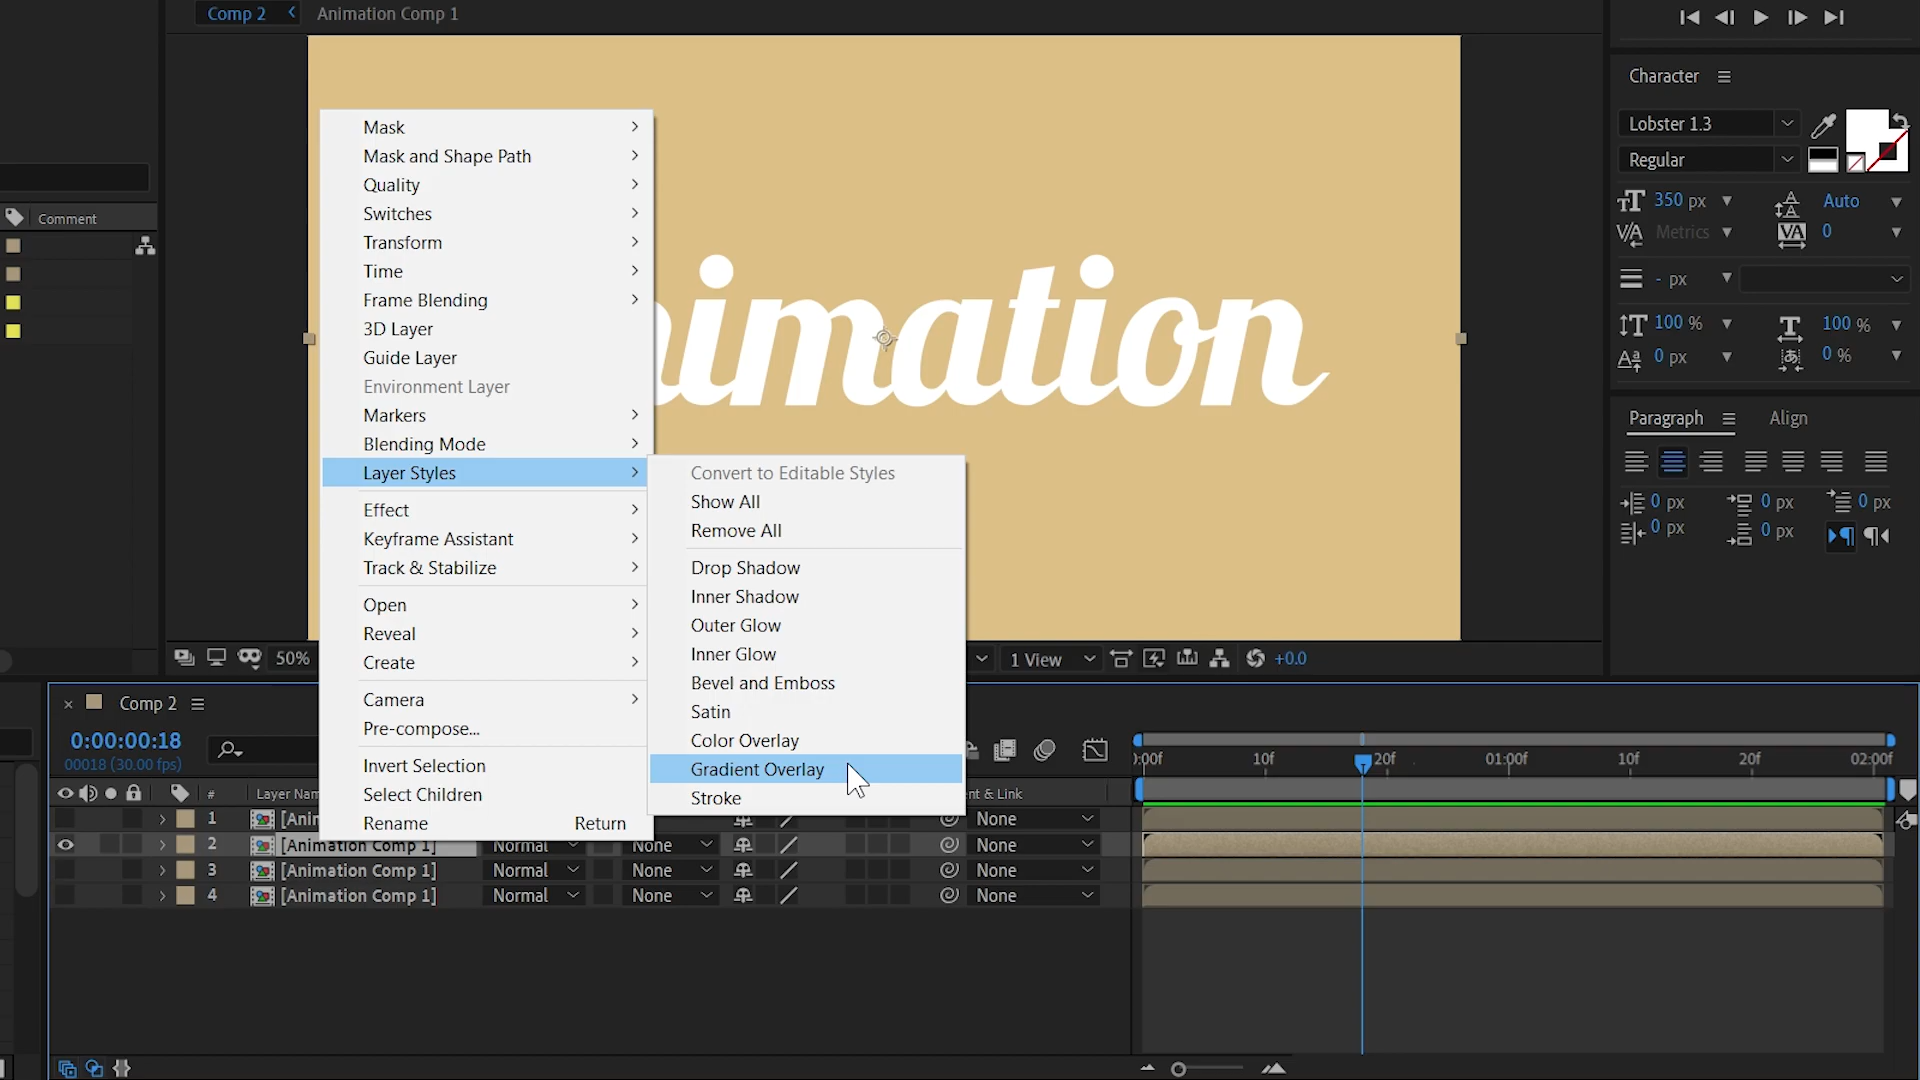 Comp 2
Animation Comp 1
Character
Lobster 1.3
Regular
350 px
Auto
Metrics
0
- px
100 %
100 %
0 px
0 %
Paragraph
Align
0 px
0 px
0 px
0 px
0 px
Comment
nimation
Mask
Mask and Shape Path
Quality
Switches
Transform
Time
Frame Blending
3D Layer
Guide Layer
Environment Layer
Markers
Blending Mode
Layer Styles
Effect
Keyframe Assistant
Track & Stabilize
Open
Reveal
Create
Camera
Pre-compose...
Invert Selection
Select Children
Rename Return
Convert to Editable Styles
Show All
Remove All
Drop Shadow
Inner Shadow
Outer Glow
Inner Glow
Bevel and Emboss
Satin
Color Overlay
Gradient Overlay
Stroke
50%
1 View
+0.0
Comp 2
0:00:00:18
00018 (30.00 fps)
:00f 10f 20f 01:00f 10f 20f 02:00f
# Layer Nam
nt & Link
1 [Anim None
2 [Animation Comp 1] Normal None None
3 [Animation Comp 1] Normal None None
4 [Animation Comp 1] Normal None None